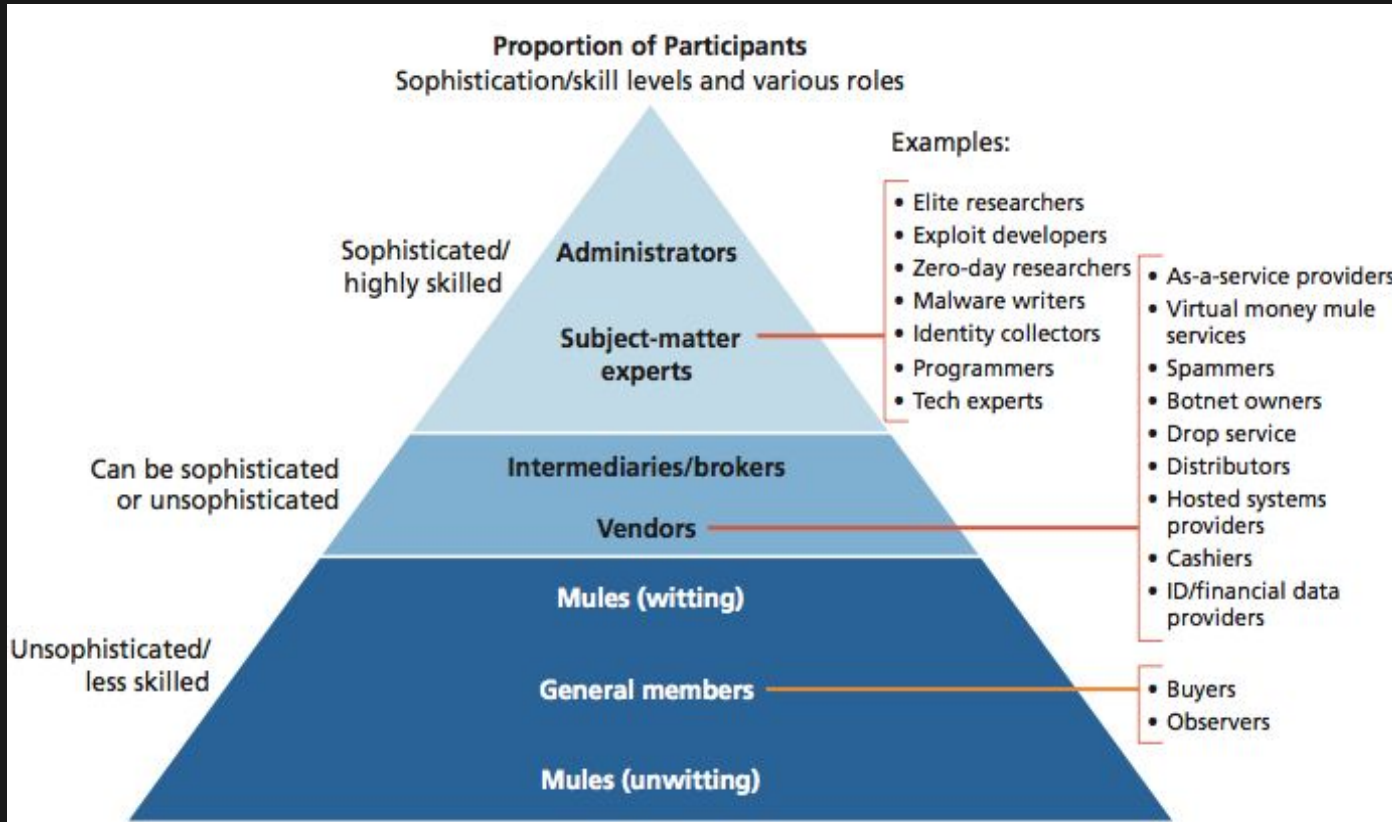 Proportion of Participants
Sophistication/skill levels and various roles
Examples:
• Elite researchers
• Exploit developers
• Zero-day researchers
• Malware writers
• Identity collectors
• Programmers
• Tech experts
• As-a-service providers
• Virtual money mule
services
• Spammers
• Botnet owners
• Drop service
• Distributors
• Hosted systems
providers
• Cashiers
• ID/financial data
providers
• Buyers
• Observers
Sophisticated/
highly skilled
Administrators
Subject-matter
experts
Can be sophisticated
or unsophisticated
Intermediaries/brokers
Vendors
Unsophisticated/
less skilled
Mules (witting)
General members
Mules (unwitting)